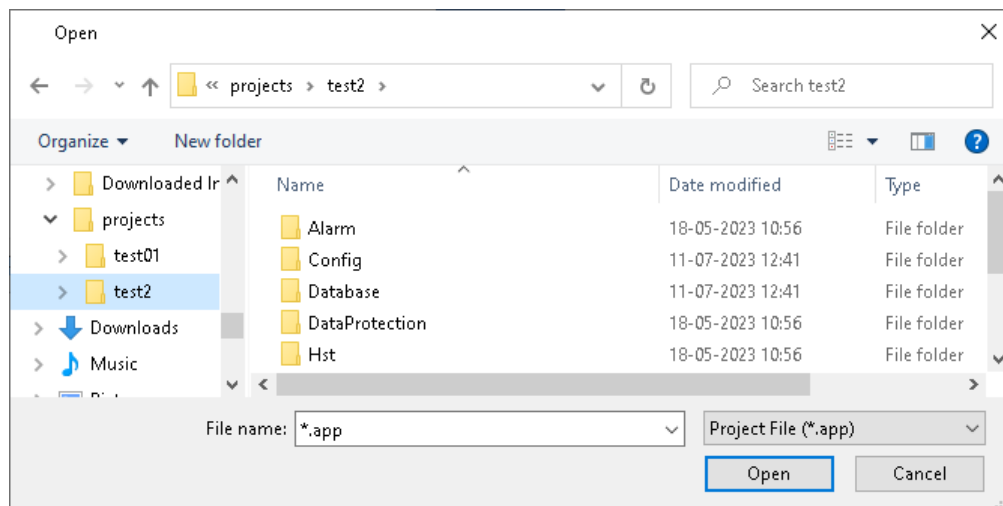 Open
« projects › test2 ›
Search test2
Organize
New folder
Name
Date modified
Type
Downloaded Ir
projects
test01
test2
Downloads
Music
Alarm 18-05-2023 10:56 File folder
Config 11-07-2023 12:41 File folder
Database 11-07-2023 12:41 File folder
DataProtection 18-05-2023 10:56 File folder
Hst 18-05-2023 10:56 File folder
File name: *.app
Project File (*.app)
Open
Cancel